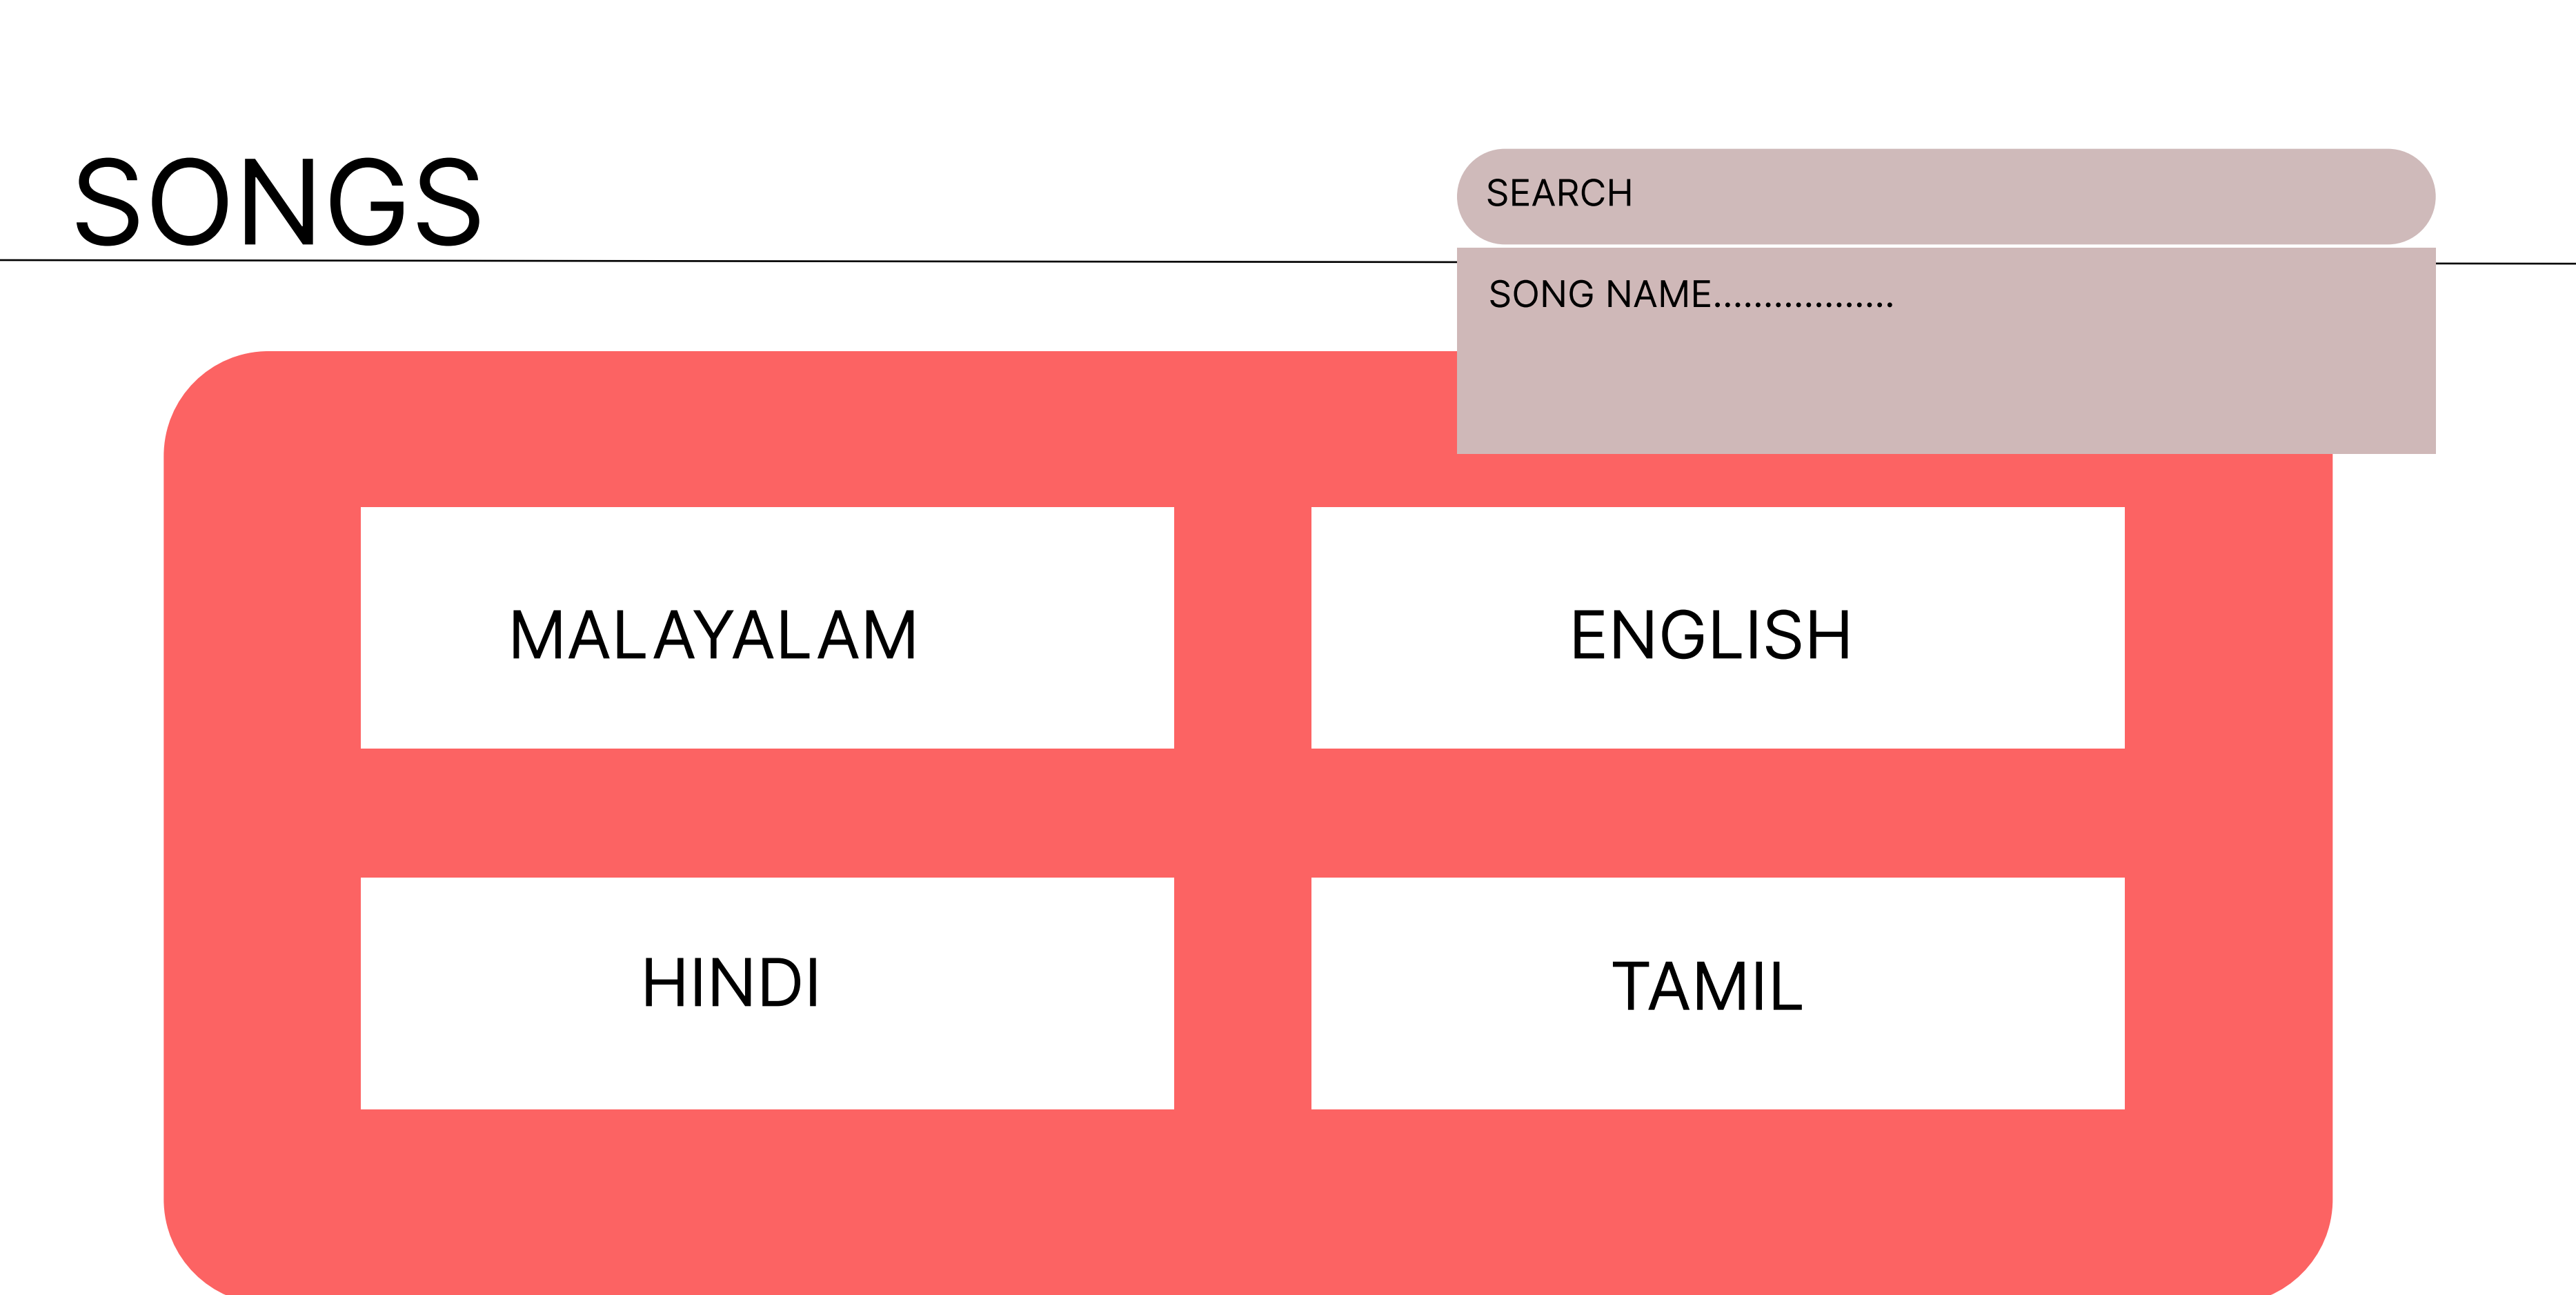 SONGS
SEARCH
SONG NAME..................
MALAYALAM
ENGLISH
HINDI
TAMIL